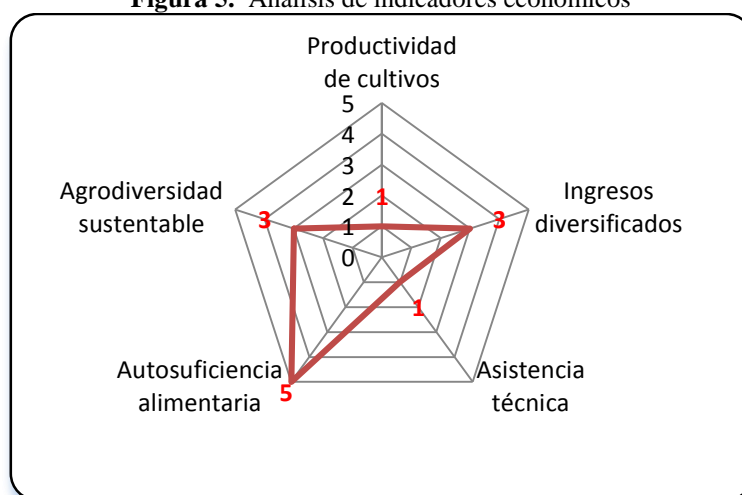 Figura 3. Análisis de indicadores económicos
Productividad
de cultivos
5
4
3
2
1
0
1
Ingresos
diversificados
3
Asistencia
técnica
1
Autosuficiencia
alimentaria
5
Agrodiversidad
sustentable
3